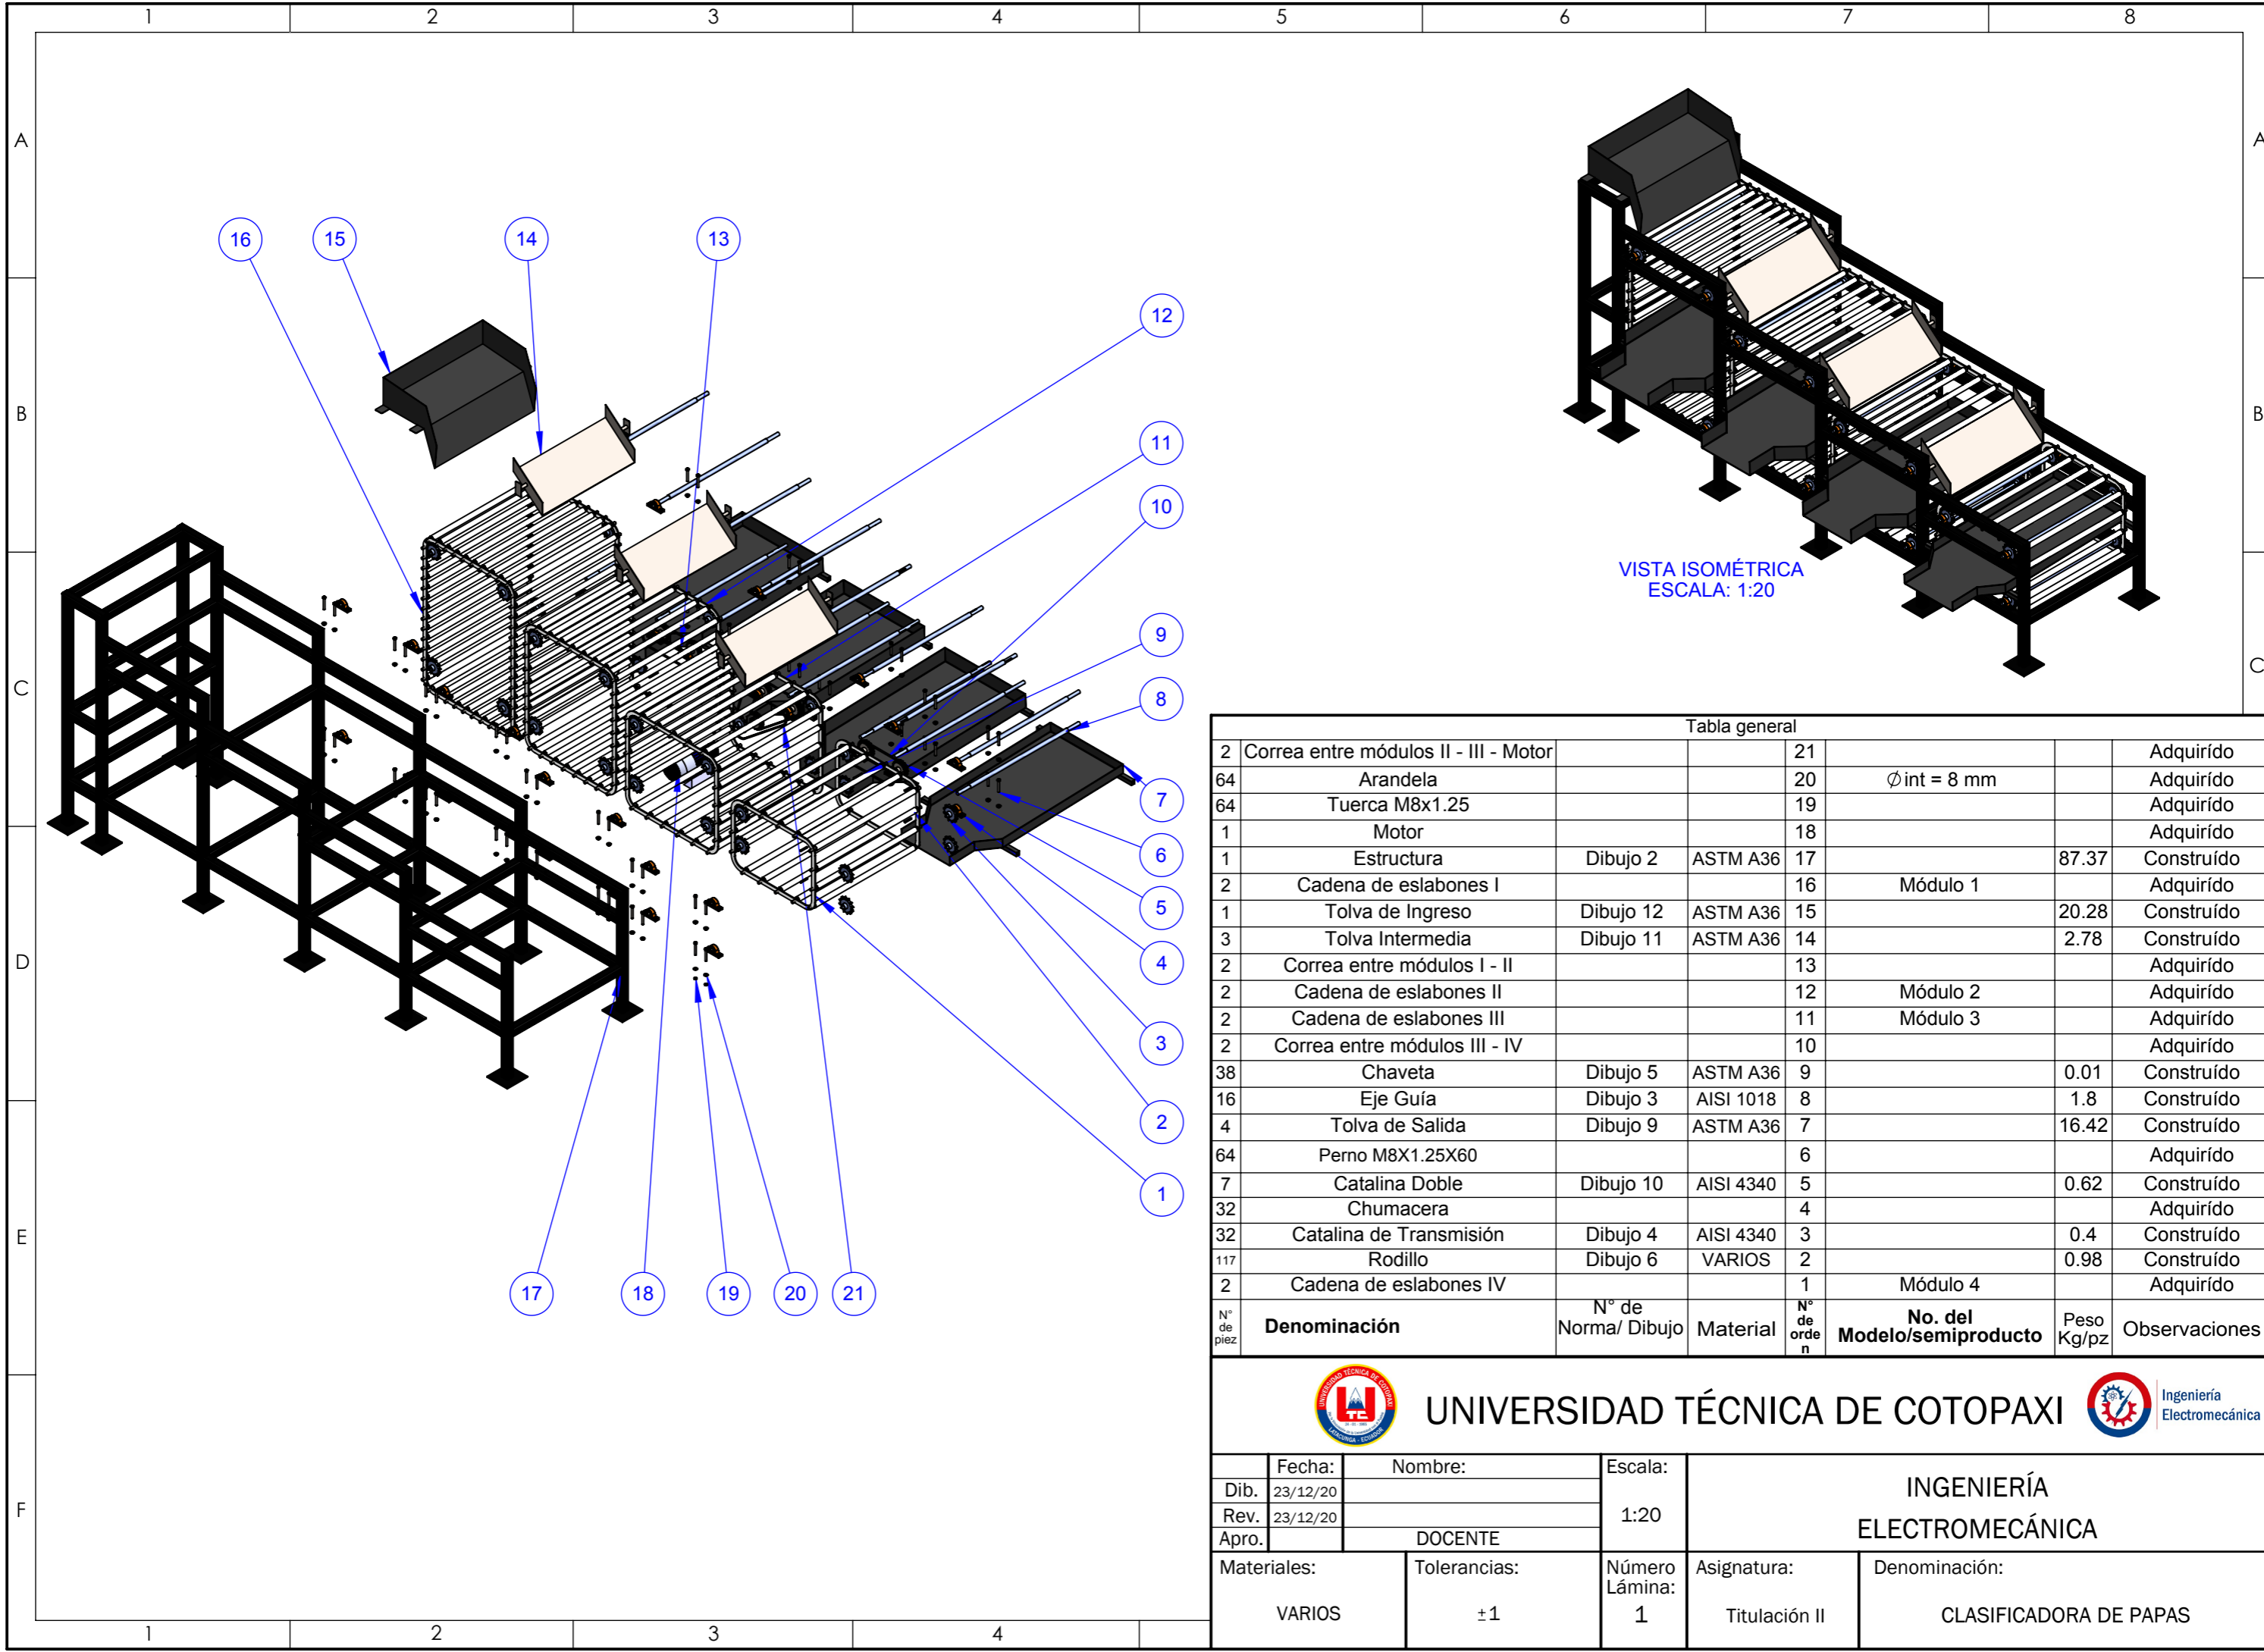 1 2 3 4 5 6 7 8
A A
B B
C C
D
E
F
16 15 14 13
12
11
10
9
8
7
6
5
4
3
2
1
17 18 19 20 21
VISTA ISOMÉTRICA
ESCALA: 1:20
Tabla general
2 Correa entre módulos II - III - Motor 21 Adquirído
64 Arandela 20 ∅ int = 8 mm Adquirído
64 Tuerca M8x1.25 19 Adquirído
1 Motor 18 Adquirído
1 Estructura Dibujo 2 ASTM A36 17 87.37 Construído
2 Cadena de eslabones I 16 Módulo 1 Adquirído
1 Tolva de Ingreso Dibujo 12 ASTM A36 15 20.28 Construído
3 Tolva Intermedia Dibujo 11 ASTM A36 14 2.78 Construído
2 Correa entre módulos I - II 13 Adquirído
2 Cadena de eslabones II 12 Módulo 2 Adquirído
2 Cadena de eslabones III 11 Módulo 3 Adquirído
2 Correa entre módulos III - IV 10 Adquirído
38 Chaveta Dibujo 5 ASTM A36 9 0.01 Construído
16 Eje Guía Dibujo 3 AISI 1018 8 1.8 Construído
4 Tolva de Salida Dibujo 9 ASTM A36 7 16.42 Construído
64 Perno M8X1.25X60 6 Adquirído
7 Catalina Doble Dibujo 10 AISI 4340 5 0.62 Construído
32 Chumacera 4 Adquirído
32 Catalina de Transmisión Dibujo 4 AISI 4340 3 0.4 Construído
117 Rodillo Dibujo 6 VARIOS 2 0.98 Construído
2 Cadena de eslabones IV 1 Módulo 4 Adquirído
N° de piez Denominación N° de Norma/ Dibujo Material N° de orde n No. del Modelo/semiproducto Peso Kg/pz Observaciones
UNIVERSIDAD TÉCNICA DE COTOPAXI
Ingeniería
Electromecánica
Fecha: Nombre: Escala:
Dib. 23/12/20
Rev. 23/12/20 1:20
Apro. DOCENTE
INGENIERÍA
ELECTROMECÁNICA
Materiales: Tolerancias: Número Lámina: Asignatura: Denominación:
VARIOS ±1 1 Titulación II CLASIFICADORA DE PAPAS
1 2 3 4